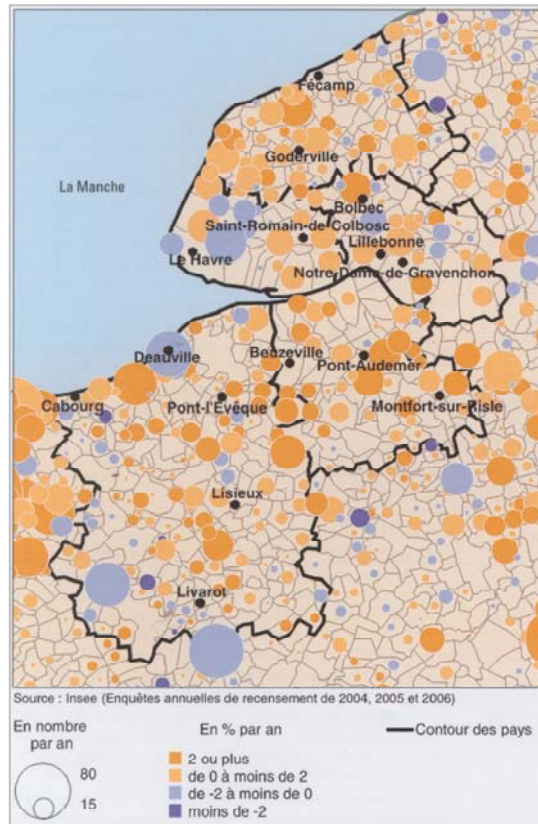 Fécamp
Goderville
La Manche
Bolbec
Saint-Romain-de-Colbosc
Lillebonne
Le Havre
Notre-Dame-de-Gravenchon
Deauville
Beuzeville
Pont-Audemer
Cabourg
Pont-l'Evêque
Montfort-sur-Risle
Lisieux
Livarot
Source : Insee (Enquêtes annuelles de recensement de 2004, 2005 et 2006)
En nombre
par an
En % par an
Contour des pays
80
15
2 ou plus
de 0 à moins de 2
de -2 à moins de 0
moins de -2